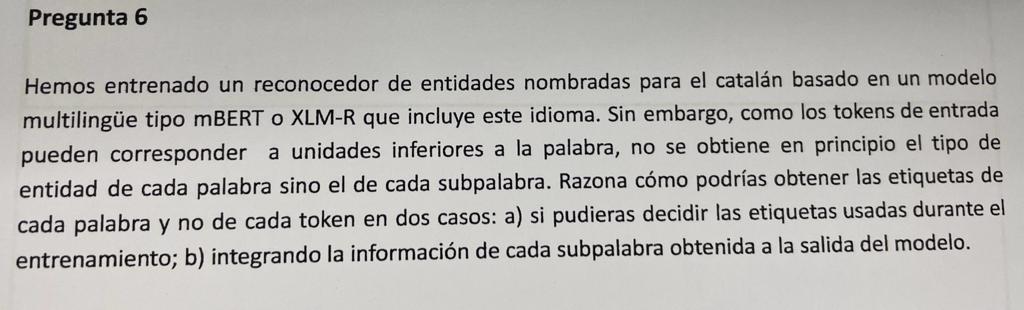 Pregunta 6
Hemos entrenado un reconocedor de entidades nombradas para el catalán basado en un modelo
multilingüe tipo mBERT o XLM-R que incluye este idioma. Sin embargo, como los tokens de entrada
pueden corresponder a unidades inferiores a la palabra, no se obtiene en principio el tipo de
entidad de cada palabra sino el de cada subpalabra. Razona cómo podrías obtener las etiquetas de
cada palabra y no de cada token en dos casos: a) si pudieras decidir las etiquetas usadas durante el
entrenamiento; b) integrando la información de cada subpalabra obtenida a la salida del modelo.